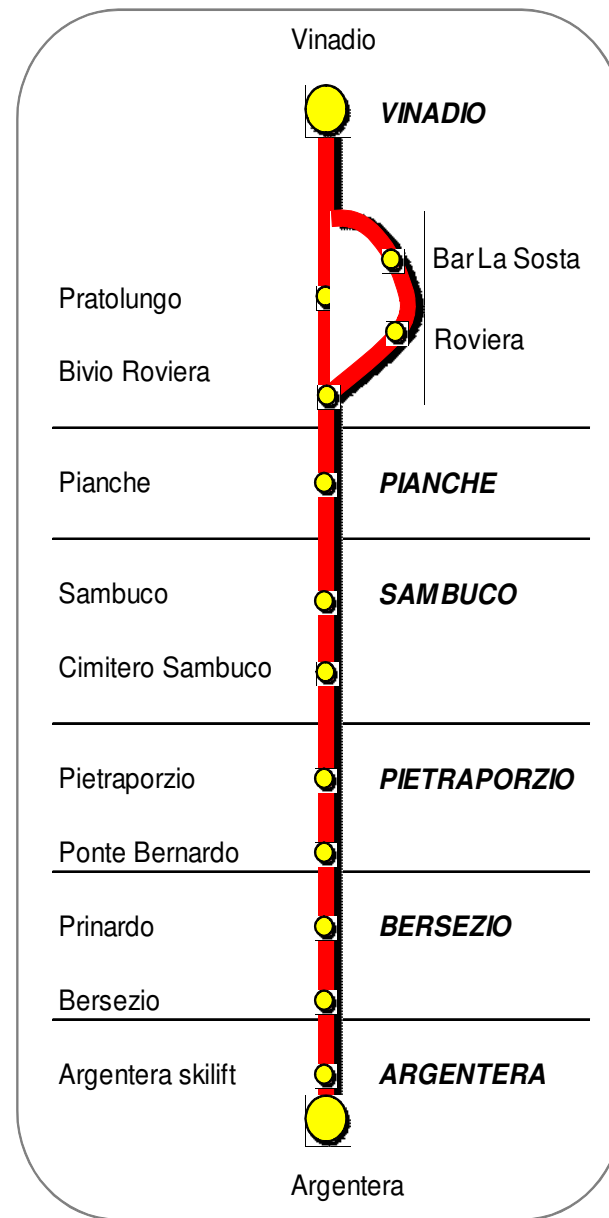 Vinadio
VINADIO
Bar La Sosta
Pratolungo
Roviera
Bivio Roviera
Pianche PIANCHE
Sambuco SAMBUCO
Cimitero Sambuco
Pietraporzio PIETRAPORZIO
Ponte Bernardo
Prinardo BERSEZIO
Bersezio
Argentera skilift ARGENTERA
Argentera